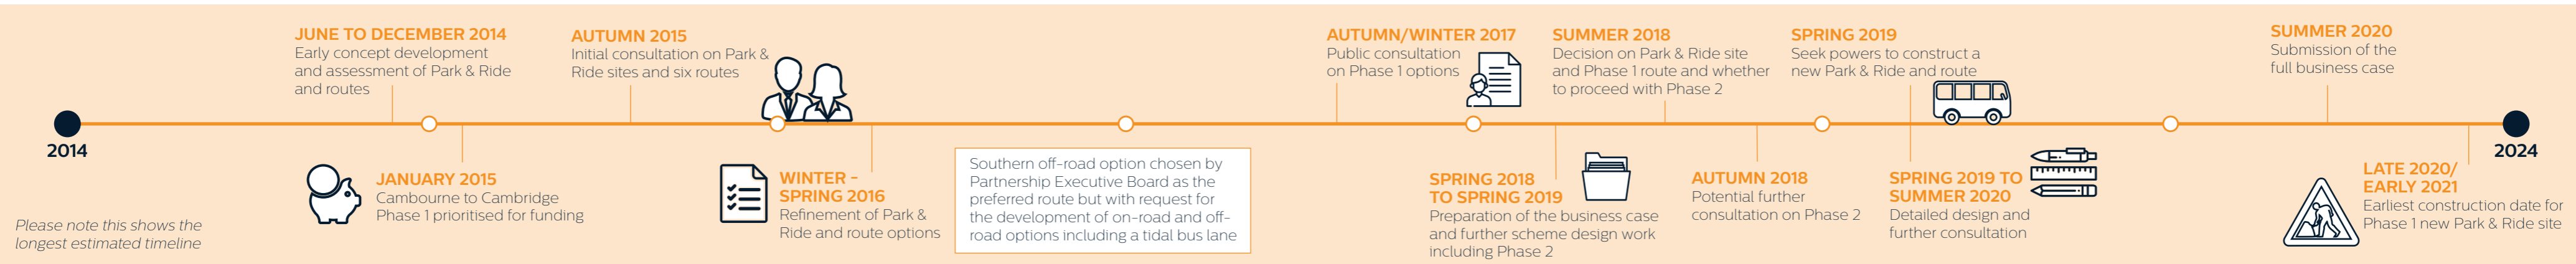 2014
Please note this shows the
longest estimated timeline
JUNE TO DECEMBER 2014
Early concept development
and assessment of Park & Ride
and routes
JANUARY 2015
Cambourne to Cambridge
Phase 1 prioritised for funding
AUTUMN 2015
Initial consultation on Park &
Ride sites and six routes
WINTER -
SPRING 2016
Refinement of Park &
Ride and route options
Southern off-road option chosen by
Partnership Executive Board as the
preferred route but with request for
the development of on-road and off-
road options including a tidal bus lane
AUTUMN/WINTER 2017
Public consultation
on Phase 1 options
SPRING 2018
TO SPRING 2019
Preparation of the business case
and further scheme design work
including Phase 2
SUMMER 2018
Decision on Park & Ride site
and Phase 1 route and whether
to proceed with Phase 2
AUTUMN 2018
Potential further
consultation on Phase 2
SPRING 2019
Seek powers to construct a
new Park & Ride and route
SPRING 2019 TO
SUMMER 2020
Detailed design and
further consultation
SUMMER 2020
Submission of the
full business case
LATE 2020/
EARLY 2021
Earliest construction date for
Phase 1 new Park & Ride site
2024